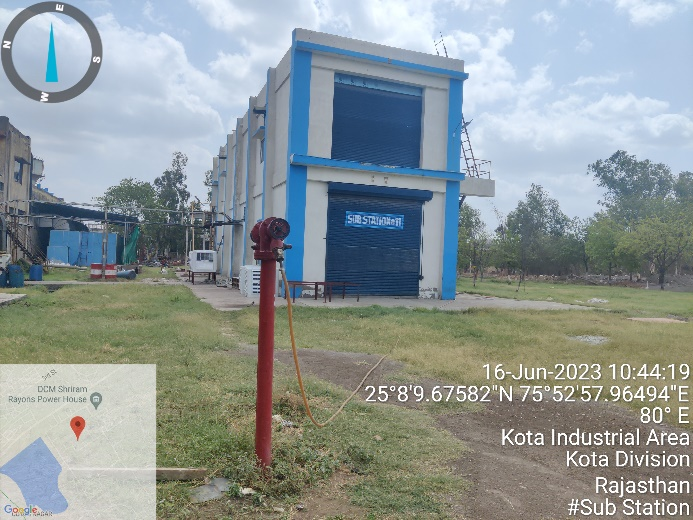 N
E
S
W
SUB STATION#11
DCM Shriram
Rayons Power House
Google
16-Jun-2023 10:44:19
25°8'9.67582"N 75°52'57.96494"E
80° E
Kota Industrial Area
Kota Division
Rajasthan
#Sub Station